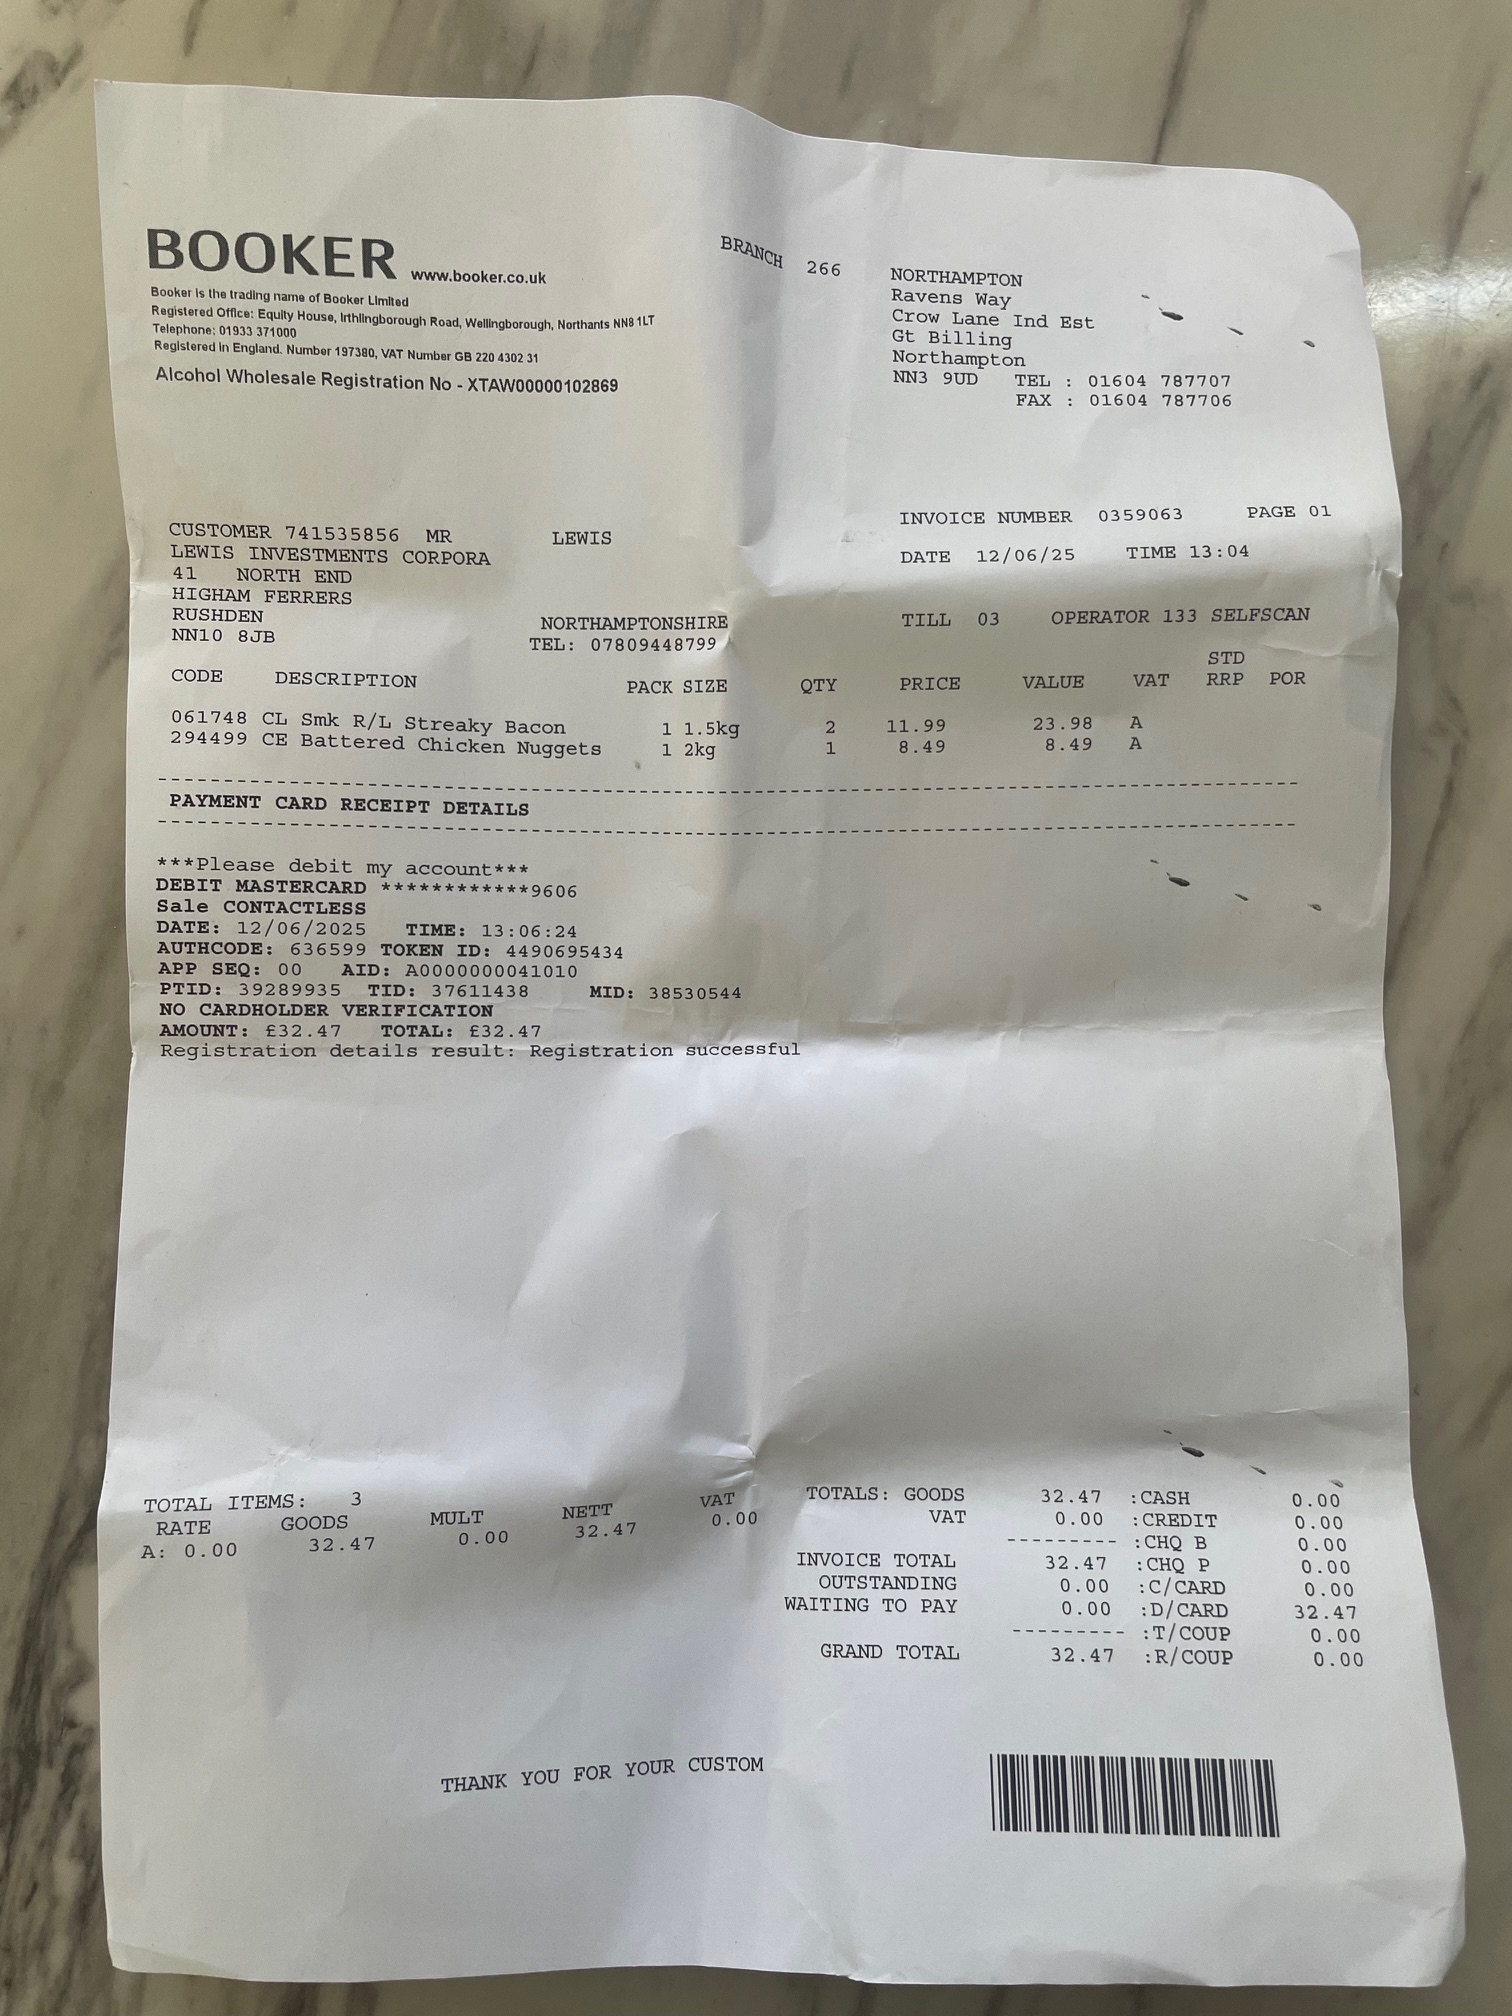 BOOKER www.booker.co.uk
Booker is the trading name of Booker Limited
Registered Office: Equity House, Irthlingborough Road, Wellingborough, Northants NN8 1LT
Telephone: 01933 371000
Registered in England. Number 197380, VAT Number GB 220 4302 31
Alcohol Wholesale Registration No - XTAW00000102869
BRANCH 266
NORTHAMPTON
Ravens Way
Crow Lane Ind Est
Gt Billing
Northampton
NN3 9UD TEL : 01604 787707
FAX : 01604 787706
CUSTOMER 741535856 MR LEWIS
LEWIS INVESTMENTS CORPORA
41 NORTH END
HIGHAM FERRERS
RUSHDEN NORTHAMPTONSHIRE
NN10 8JB TEL: 07809448799
INVOICE NUMBER 0359063 PAGE 01
DATE 12/06/25 TIME 13:04
TILL 03 OPERATOR 133 SELFSCAN
CODE DESCRIPTION PACK SIZE QTY PRICE VALUE VAT STD RRP POR
061748 CL Smk R/L Streaky Bacon 1 1.5kg 2 11.99 23.98 A
294499 CE Battered Chicken Nuggets 1 2kg 1 8.49 8.49 A
PAYMENT CARD RECEIPT DETAILS
***Please debit my account***
DEBIT MASTERCARD ************9606
Sale CONTACTLESS
DATE: 12/06/2025 TIME: 13:06:24
AUTHCODE: 636599 TOKEN ID: 4490695434
APP SEQ: 00 AID: A0000000041010
PTID: 39289935 TID: 37611438 MID: 38530544
NO CARDHOLDER VERIFICATION
AMOUNT: £32.47 TOTAL: £32.47
Registration details result: Registration successful
TOTAL ITEMS: 3
RATE GOODS MULT NETT VAT
A: 0.00 32.47 0.00 32.47 0.00
TOTALS: GOODS 32.47 :CASH 0.00
VAT 0.00 :CREDIT 0.00
--------- :CHQ B 0.00
INVOICE TOTAL 32.47 :CHQ P 0.00
OUTSTANDING 0.00 :C/CARD 0.00
WAITING TO PAY 0.00 :D/CARD 32.47
--------- :T/COUP 0.00
GRAND TOTAL 32.47 :R/COUP 0.00
THANK YOU FOR YOUR CUSTOM